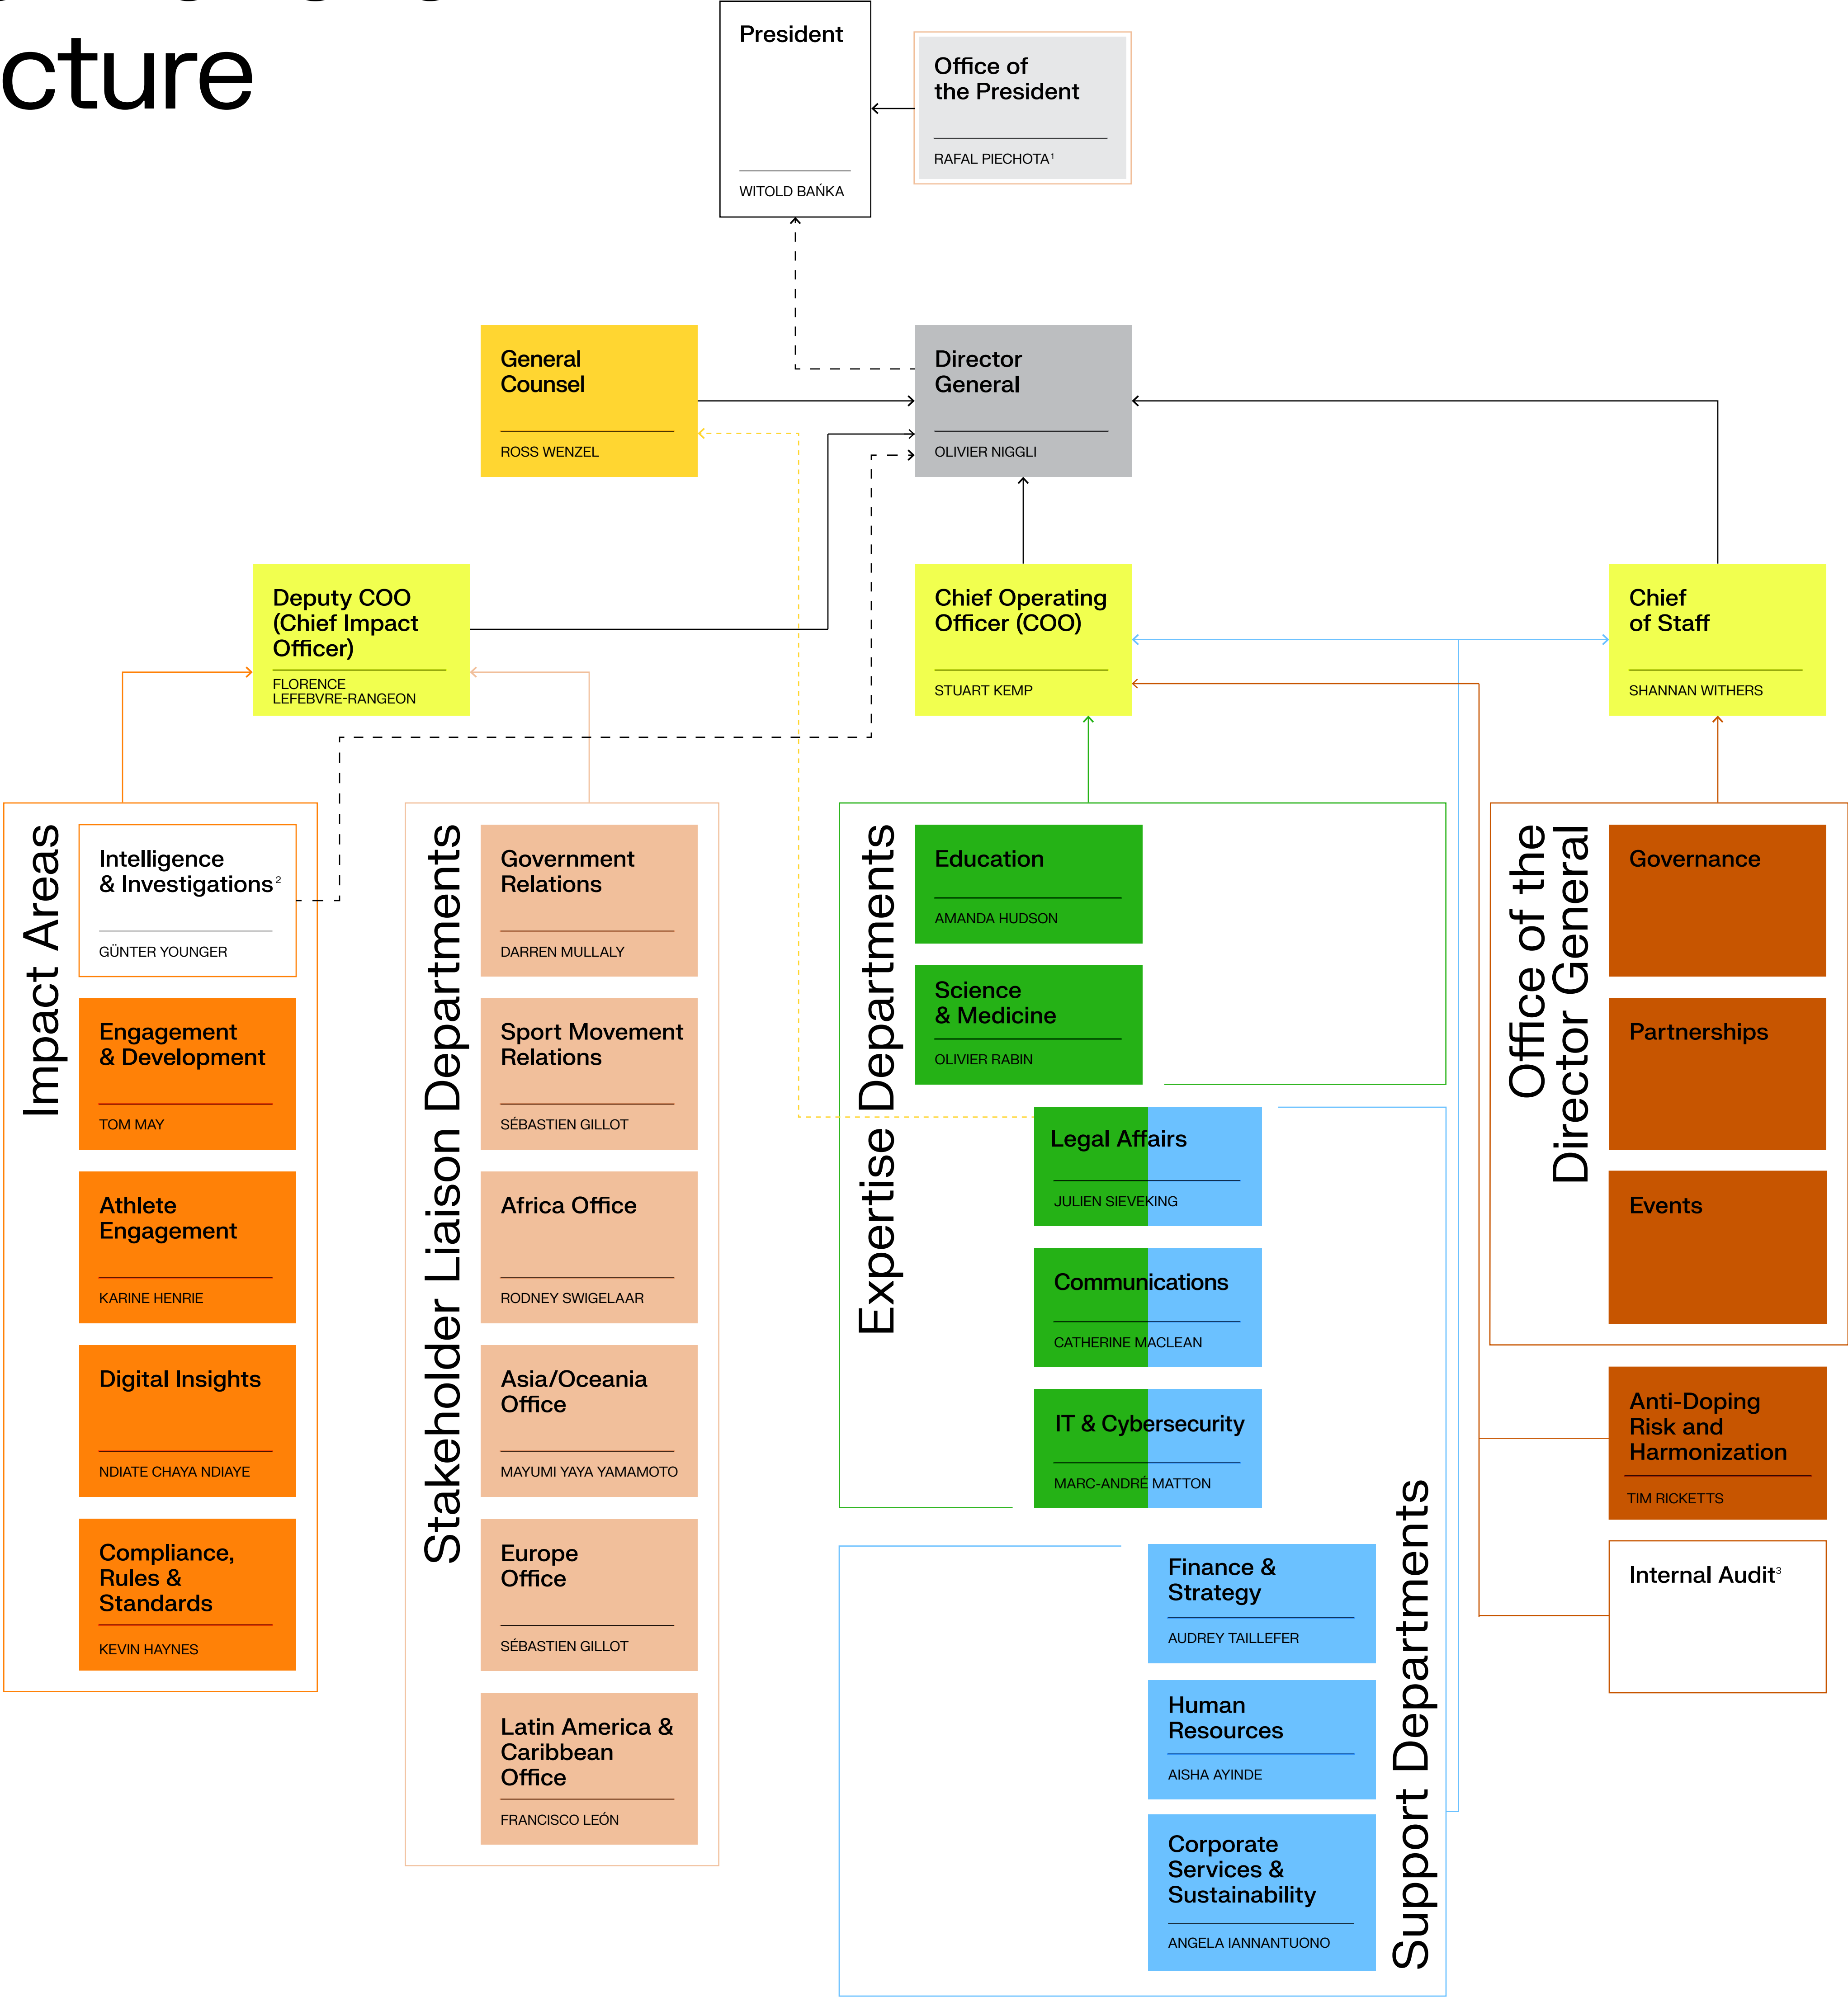 cture
President
WITOLD BAŃKA
Office of
the President
RAFAL PIECHOTA¹
General
Counsel
ROSS WENZEL
Director
General
OLIVIER NIGGLI
Deputy COO
(Chief Impact
Officer)
FLORENCE
LEFEBVRE-RANGEON
Chief Operating
Officer (COO)
STUART KEMP
Chief
of Staff
SHANNAN WITHERS
Impact Areas
Intelligence
& Investigations²
GÜNTER YOUNGER
Engagement
& Development
TOM MAY
Athlete
Engagement
KARINE HENRIE
Digital Insights
NDIATE CHAYA NDIAYE
Compliance,
Rules &
Standards
KEVIN HAYNES
Stakeholder Liaison Departments
Government
Relations
DARREN MULLALY
Sport Movement
Relations
SÉBASTIEN GILLOT
Africa Office
RODNEY SWIGELAAR
Asia/Oceania
Office
MAYUMI YAYA YAMAMOTO
Europe
Office
SÉBASTIEN GILLOT
Latin America &
Caribbean
Office
FRANCISCO LEÓN
Expertise Departments
Education
AMANDA HUDSON
Science
& Medicine
OLIVIER RABIN
Legal Affairs
JULIEN SIEVEKING
Communications
CATHERINE MACLEAN
IT & Cybersecurity
MARC-ANDRÉ MATTON
Support Departments
Finance &
Strategy
AUDREY TAILLEFER
Human
Resources
AISHA AYINDE
Corporate
Services &
Sustainability
ANGELA IANNANTUONO
Office of the
Director General
Governance
Partnerships
Events
Anti-Doping
Risk and
Harmonization
TIM RICKETTS
Internal Audit³